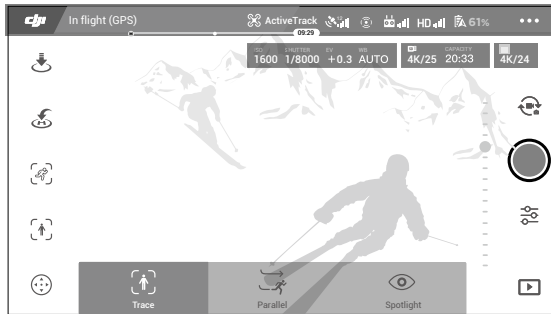 dji In flight (GPS) ActiveTrack HD 61%
09:29
ISO SHUTTER EV WB CAPACITY
1600 1/8000 +0.3 AUTO 4K/25 20:33 4K/24
H
Trace Parallel Spotlight